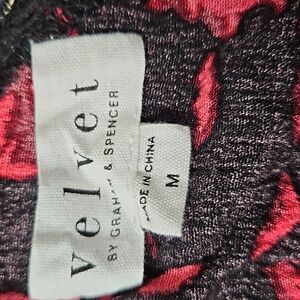 velvet
BY GRAHAM & SPENCER
MADE IN CHINA
M